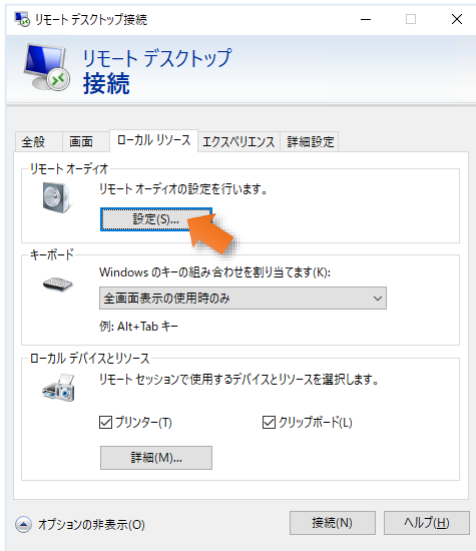 リモート デスクトップ接続
リモート デスクトップ
接続
全般 画面 ローカル リソース エクスペリエンス 詳細設定
リモート オーディオ
リモート オーディオの設定を行います。
設定(S)...
キーボード
Windows のキーの組み合わせを割り当てます(K):
全画面表示の使用時のみ
例: Alt+Tab キー
ローカル デバイスとリソース
リモート セッションで使用するデバイスとリソースを選択します。
プリンター(T) クリップボード(L)
詳細(M)...
オプションの非表示(O) 接続(N) ヘルプ(H)